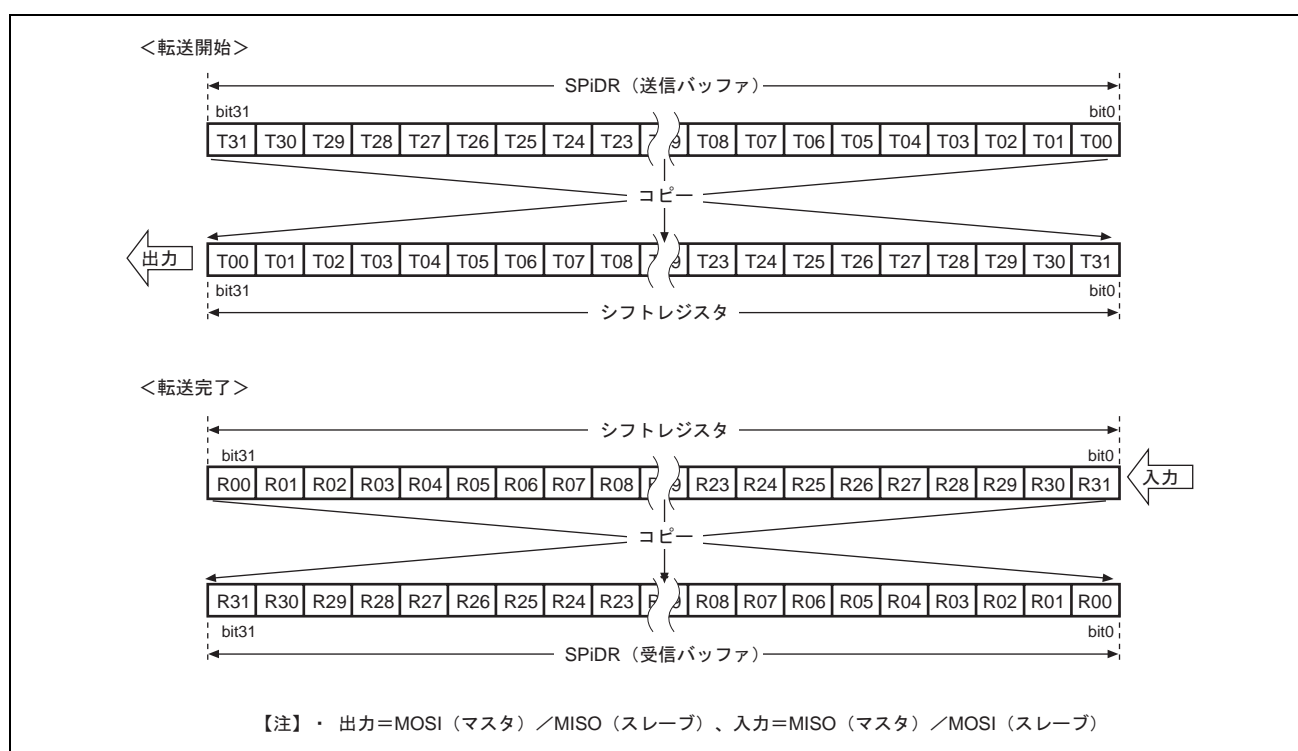 ＜転送開始＞
SPiDR（送信バッファ）
bit31 bit0
T31 T30 T29 T28 T27 T26 T25 T24 T23 T08 T07 T06 T05 T04 T03 T02 T01 T00
コピー
出力 T00 T01 T02 T03 T04 T05 T06 T07 T08 T23 T24 T25 T26 T27 T28 T29 T30 T31
bit31 bit0
シフトレジスタ
＜転送完了＞
シフトレジスタ
bit31 bit0
R00 R01 R02 R03 R04 R05 R06 R07 R08 R23 R24 R25 R26 R27 R28 R29 R30 R31 入力
コピー
R31 R30 R29 R28 R27 R26 R25 R24 R23 R08 R07 R06 R05 R04 R03 R02 R01 R00
bit31 bit0
SPiDR（受信バッファ）
【注】・ 出力＝MOSI（マスタ）／MISO（スレーブ）、入力＝MISO（マスタ）／MOSI（スレーブ）